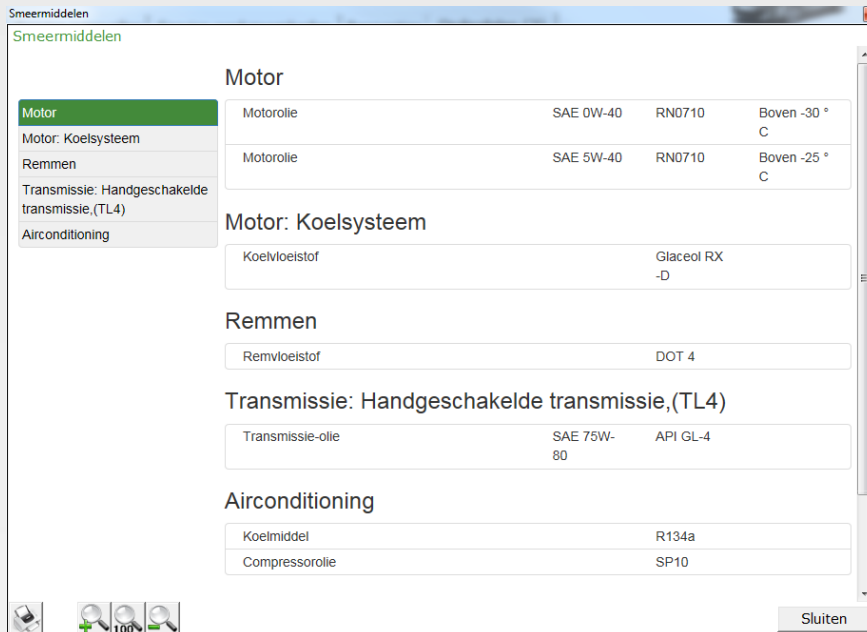 Smeermiddelen
Smeermiddelen
Motor
Motor: Koelsysteem
Remmen
Transmissie: Handgeschakelde
transmissie,(TL4)
Airconditioning
Motor
Motorolie SAE 0W-40 RN0710 Boven -30 °
C
Motorolie SAE 5W-40 RN0710 Boven -25 °
C
Motor: Koelsysteem
Koelvloeistof Glaceol RX
-D
Remmen
Remvloeistof DOT 4
Transmissie: Handgeschakelde transmissie,(TL4)
Transmissie-olie SAE 75W- API GL-4
80
Airconditioning
Koelmiddel R134a
Compressorolie SP10
100
Sluiten